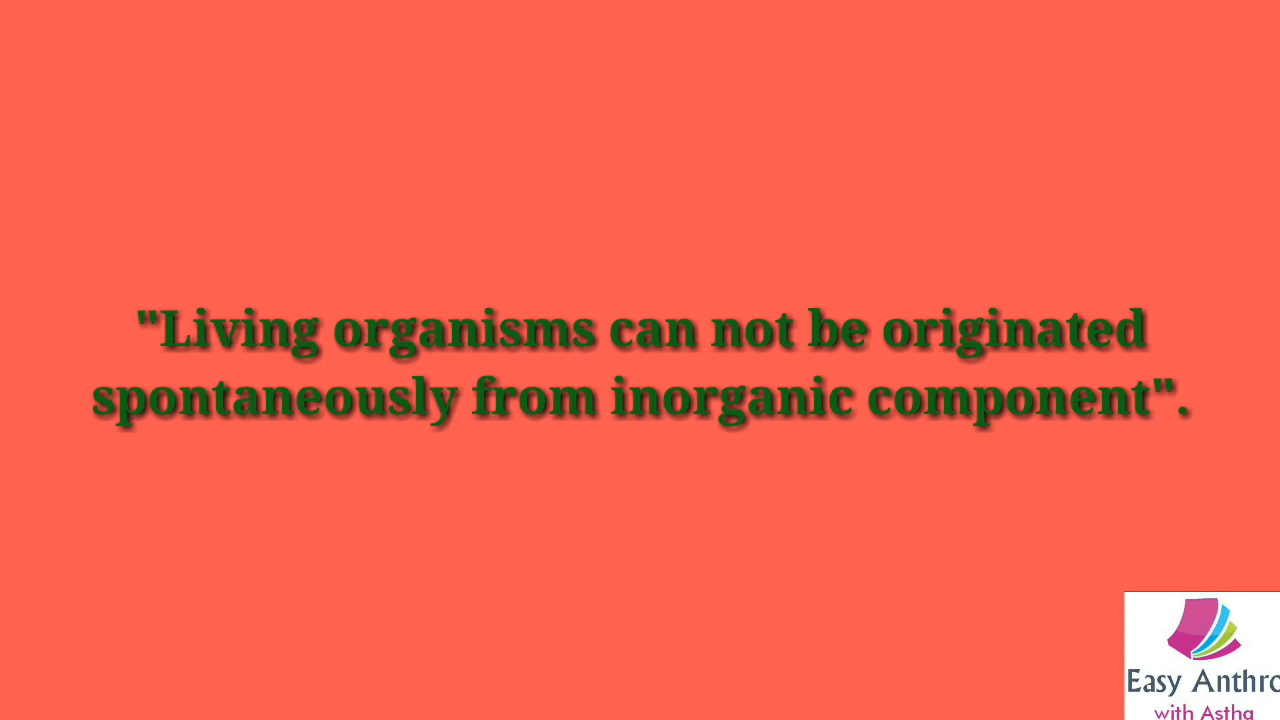 "Living organisms can not be originated
spontaneously from inorganic component".
Easy Anthro
with Astha